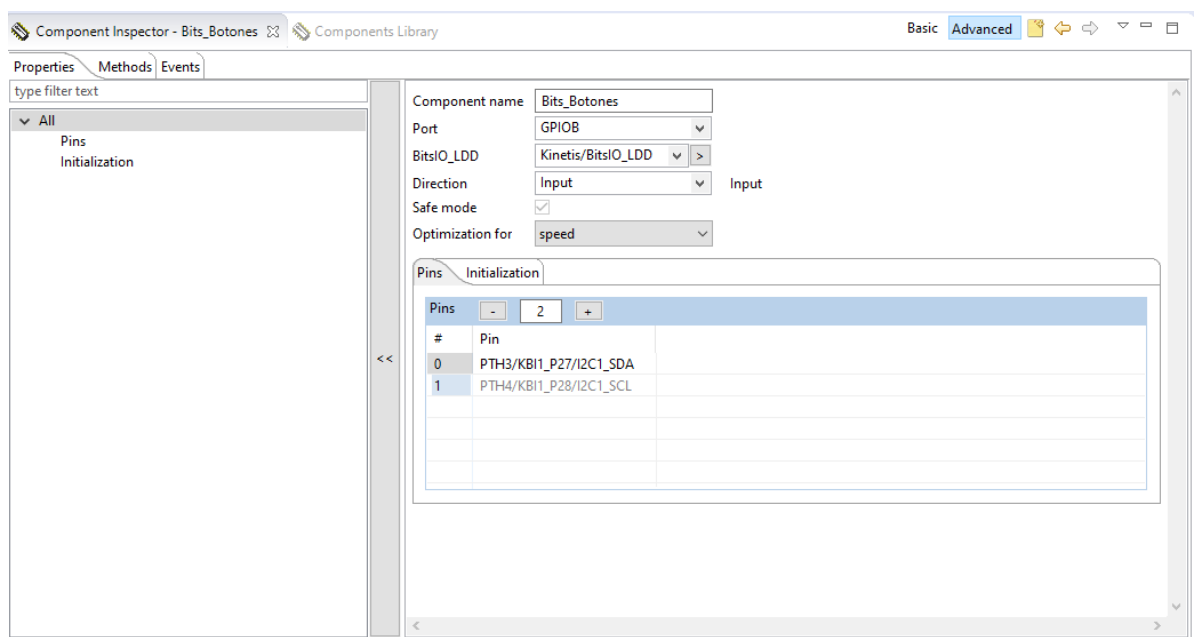 Component Inspector - Bits_Botones Components Library Basic Advanced
Properties Methods Events
type filter text
All
Pins
Initialization
<<
Component name Bits_Botones
Port GPIOB
BitsIO_LDD Kinetis/BitsIO_LDD >
Direction Input Input
Safe mode
Optimization for speed
Pins Initialization
Pins - 2 +
# Pin
0 PTH3/KBI1_P27/I2C1_SDA
1 PTH4/KBI1_P28/I2C1_SCL